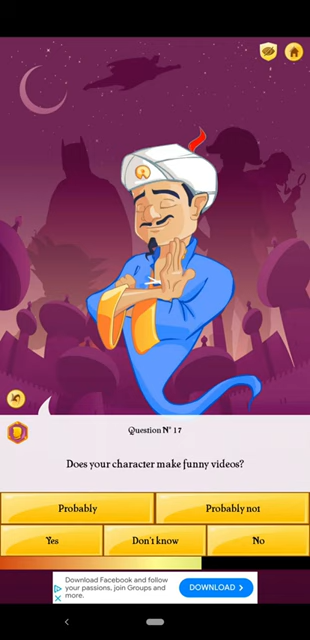 Question N° 17
Does your character make funny videos?
Probably
Probably not
Yes
Don't know
No
Download Facebook and follow
your passions, join Groups and
more.
DOWNLOAD